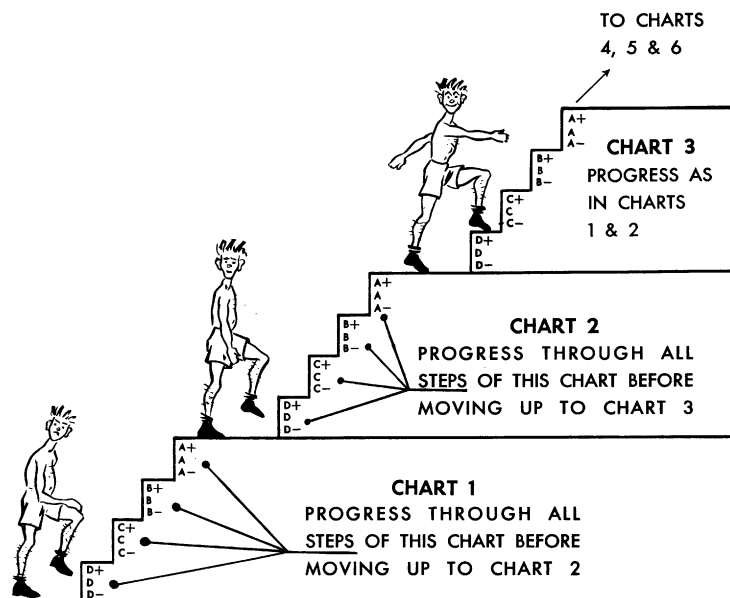 TO CHARTS
4, 5 & 6
A+
A
A−
CHART 3
PROGRESS AS
IN CHARTS
1 & 2
B+
B
B−
C+
C
C−
D+
D
D−
A+
A
A−
CHART 2
PROGRESS THROUGH ALL
STEPS OF THIS CHART BEFORE
MOVING UP TO CHART 3
B+
B
B−
C+
C
C−
D+
D
D−
A+
A
A−
CHART 1
PROGRESS THROUGH ALL
STEPS OF THIS CHART BEFORE
MOVING UP TO CHART 2
B+
B
B−
C+
C
C−
D+
D
D−